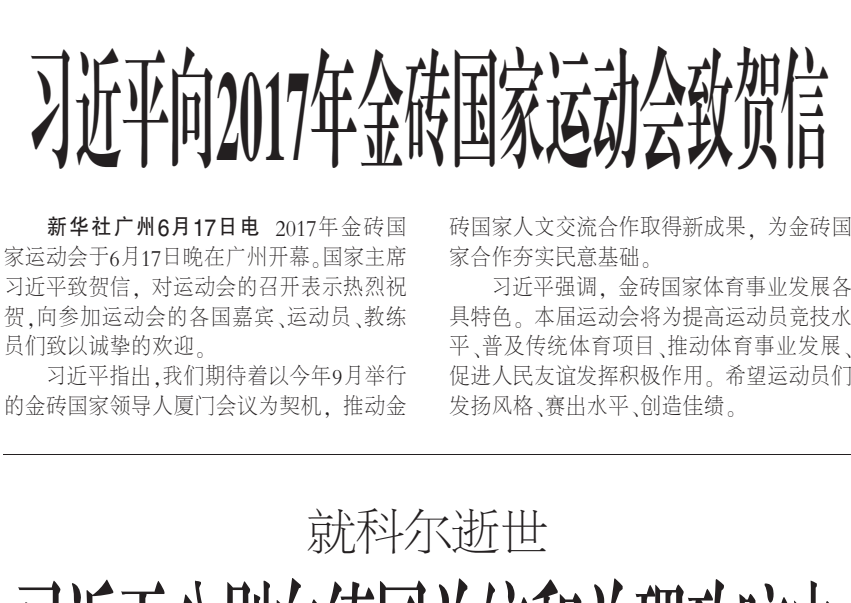 习近平向2017年金砖国家运动会致贺信
新华社广州6月17日电 2017年金砖国
家运动会于6月17日晚在广州开幕。国家主席
习近平致贺信，对运动会的召开表示热烈祝
贺，向参加运动会的各国嘉宾、运动员、教练
员们致以诚挚的欢迎。
习近平指出，我们期待着以今年9月举行
的金砖国家领导人厦门会议为契机，推动金
砖国家人文交流合作取得新成果，为金砖国
家合作夯实民意基础。
习近平强调，金砖国家体育事业发展各
具特色。本届运动会将为提高运动员竞技水
平、普及传统体育项目、推动体育事业发展、
促进人民友谊发挥积极作用。希望运动员们
发扬风格、赛出水平、创造佳绩。
就科尔逝世